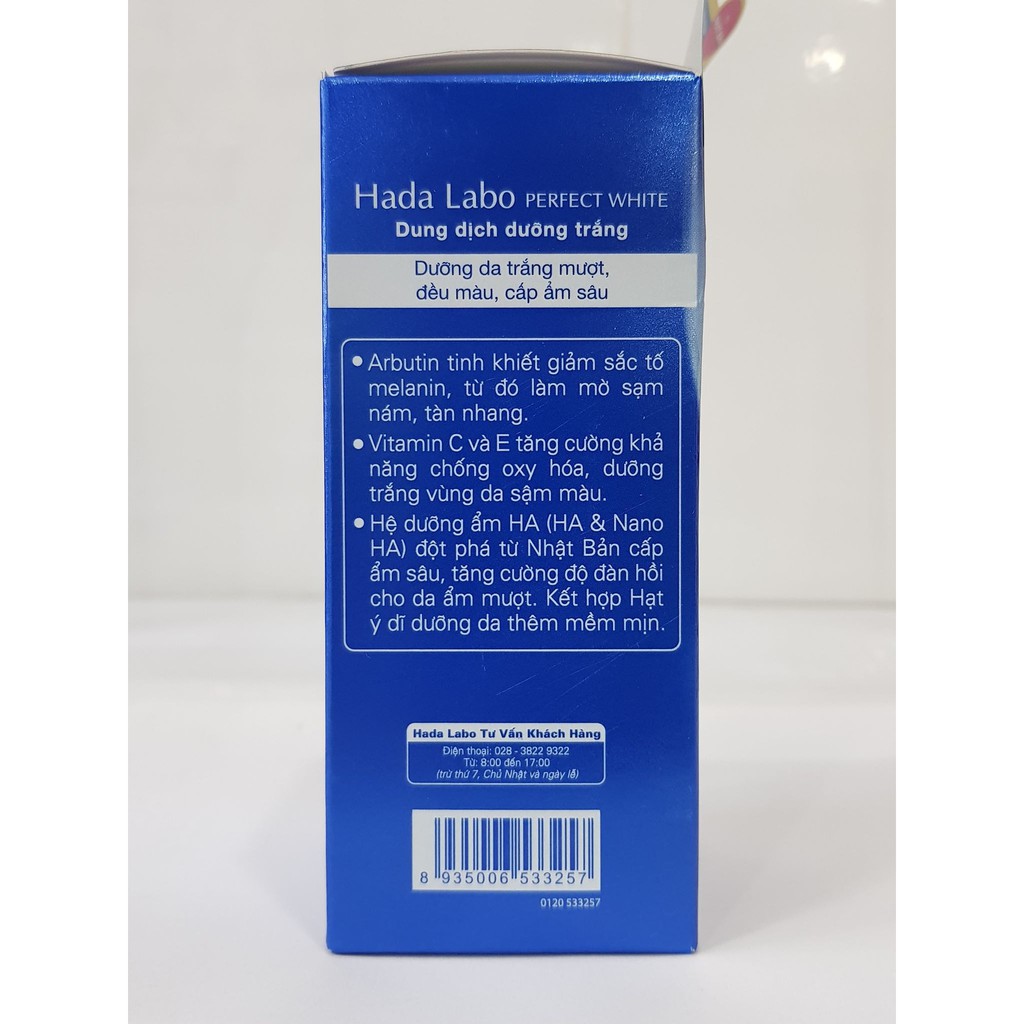 Hada Labo PERFECT WHITE
Dung dịch dưỡng trắng
Dưỡng da trắng mượt,
đều màu, cấp ẩm sâu
• Arbutin tinh khiết giảm sắc tố
melanin, từ đó làm mờ sạm
nám, tàn nhang.
• Vitamin C và E tăng cường khả
năng chống oxy hóa, dưỡng
trắng vùng da sậm màu.
• Hệ dưỡng ẩm HA (HA & Nano
HA) đột phá từ Nhật Bản cấp
ẩm sâu, tăng cường độ đàn hồi
cho da ẩm mượt. Kết hợp Hạt
ý dĩ dưỡng da thêm mềm mịn.
Hada Labo Tư Vấn Khách Hàng
Điện thoại: 028 - 3822 9322
Từ: 8:00 đến 17:00
(trừ thứ 7, Chủ Nhật và ngày lễ)
8 935006 533257
0120 533257